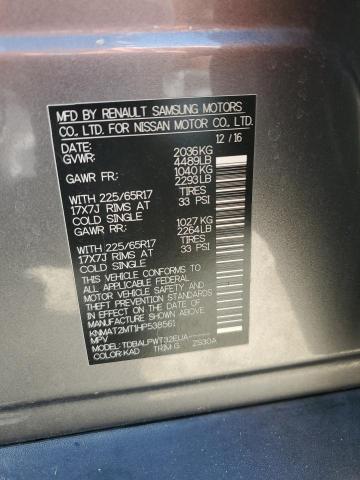 MFD BY RENAULT SAMSUNG MOTORS
CO., LTD. FOR NISSAN MOTOR CO., LTD.
DATE: 12/16
GVWR: 2036KG
4489LB
GAWR FR: 1040KG
2293LB
WITH 225/65R17 TIRES
17X7J RIMS AT 33 PSI
COLD SINGLE
GAWR RR: 1027KG
2264LB
WITH 225/65R17 TIRES
17X7J RIMS AT 33 PSI
COLD SINGLE
THIS VEHICLE CONFORMS TO ALL
APPLICABLE FEDERAL
MOTOR VEHICLE SAFETY AND
THEFT PREVENTION STANDARDS
IN EFFECT ON THE DATE OF
MANUFACTURE SHOWN ABOVE.
KNMAT2MT1HP538561
MPV
MODEL: TDBALPWT32EUA-----
COLOR: KAD TRIM: G ZS30A